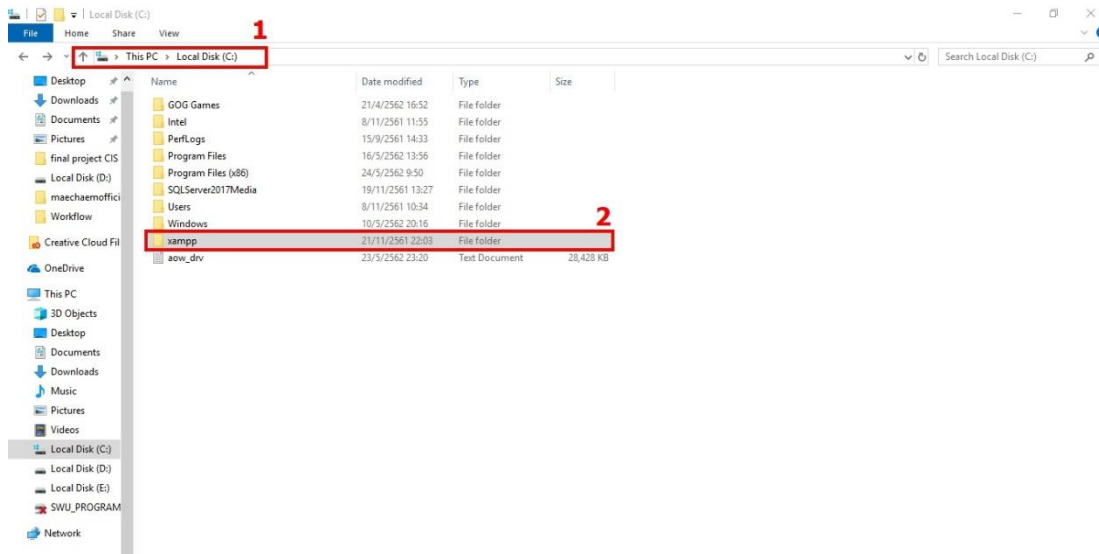 Local Disk (C:)
File Home Share View
1
This PC > Local Disk (C:)
Search Local Disk (C:)
Name Date modified Type Size
GOG Games 21/4/2562 16:52 File folder
Intel 8/11/2561 11:55 File folder
PerfLogs 15/9/2561 14:33 File folder
Program Files 16/5/2562 13:56 File folder
Program Files (x86) 24/5/2562 9:50 File folder
SQLServer2017Media 19/11/2561 13:27 File folder
Users 8/11/2561 10:34 File folder
Windows 10/5/2562 20:16 File folder
2
xampp 21/11/2561 22:03 File folder
aow_drv 23/5/2562 23:20 Text Document 28,428 KB
Desktop
Downloads
Documents
Pictures
final project CIS
Local Disk (D:)
maechaemoffici
Workflow
Creative Cloud Fil
OneDrive
This PC
3D Objects
Desktop
Documents
Downloads
Music
Pictures
Videos
Local Disk (C:)
Local Disk (D:)
Local Disk (E:)
SWU_PROGRAM
Network